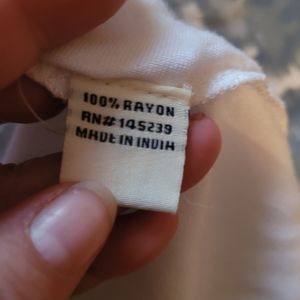 100% RAYON
RN# 145239
MADE IN INDIA